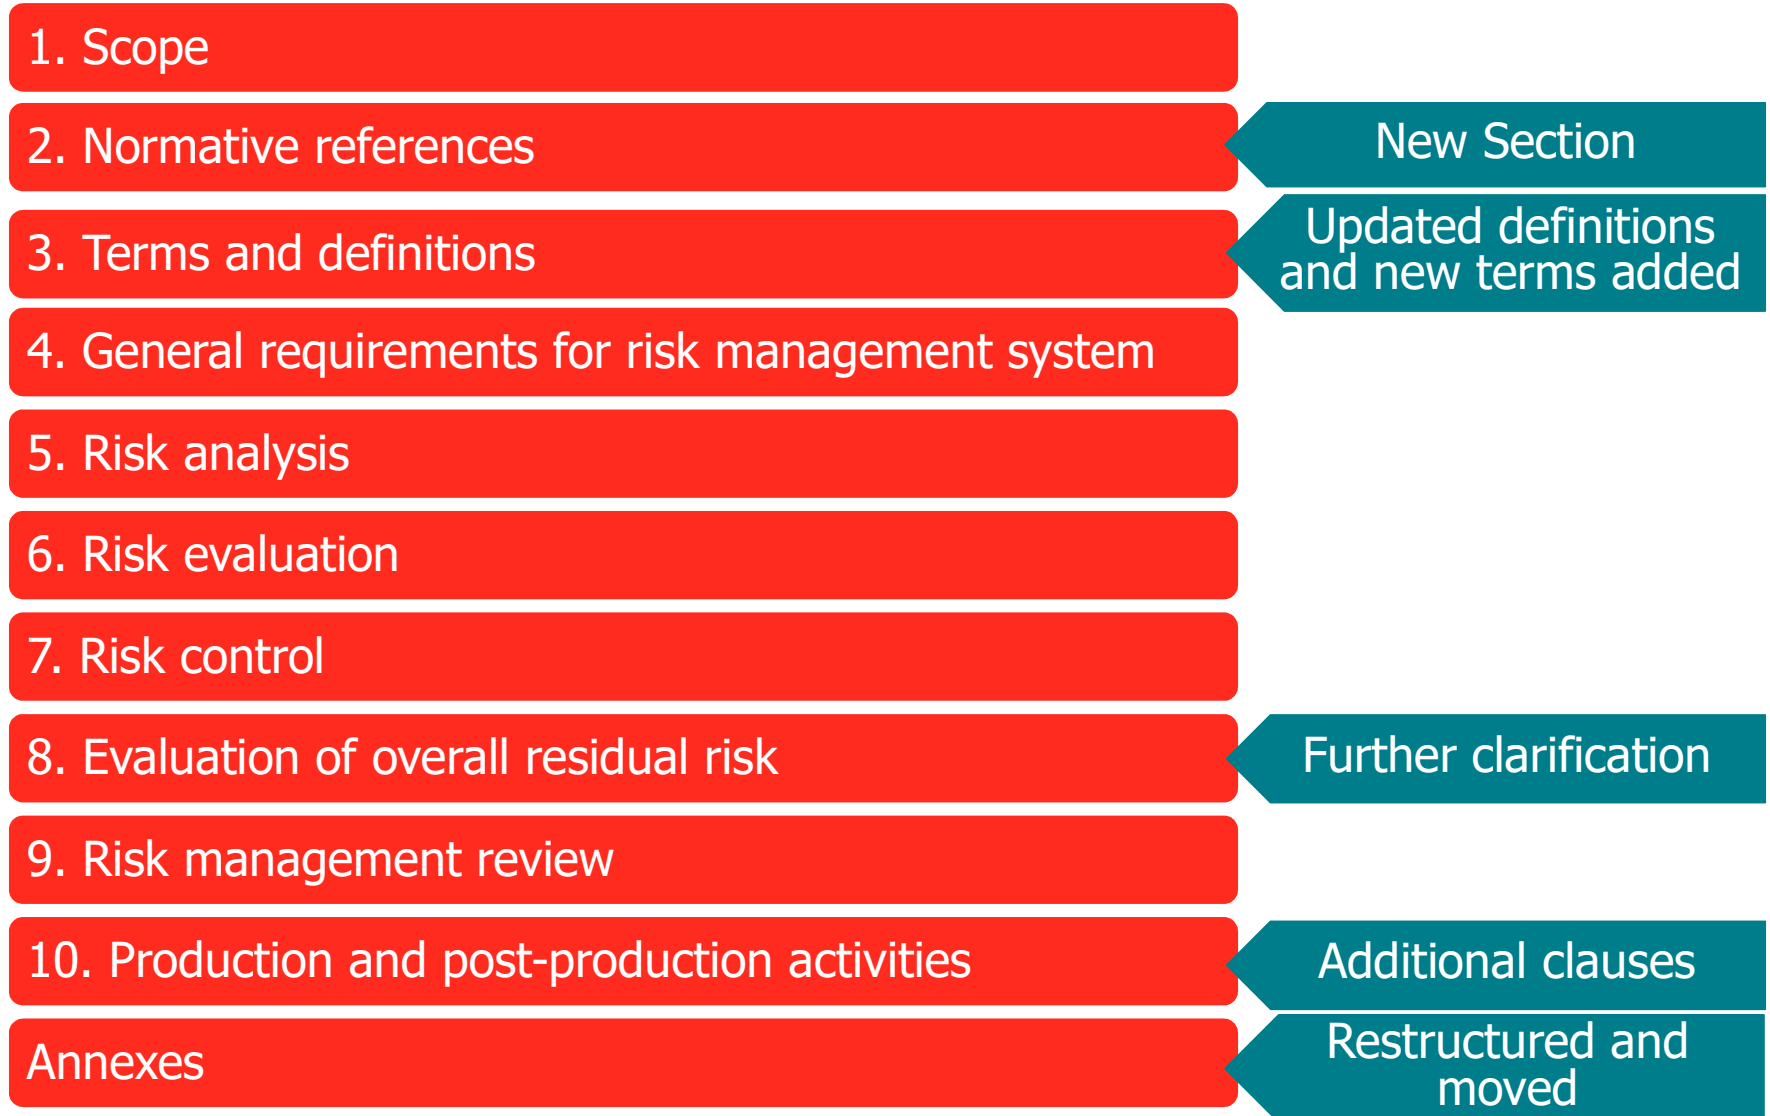 1. Scope
2. Normative references
New Section
3. Terms and definitions
Updated definitions
and new terms added
4. General requirements for risk management system
5. Risk analysis
6. Risk evaluation
7. Risk control
8. Evaluation of overall residual risk
Further clarification
9. Risk management review
10. Production and post-production activities
Additional clauses
Annexes
Restructured and
moved